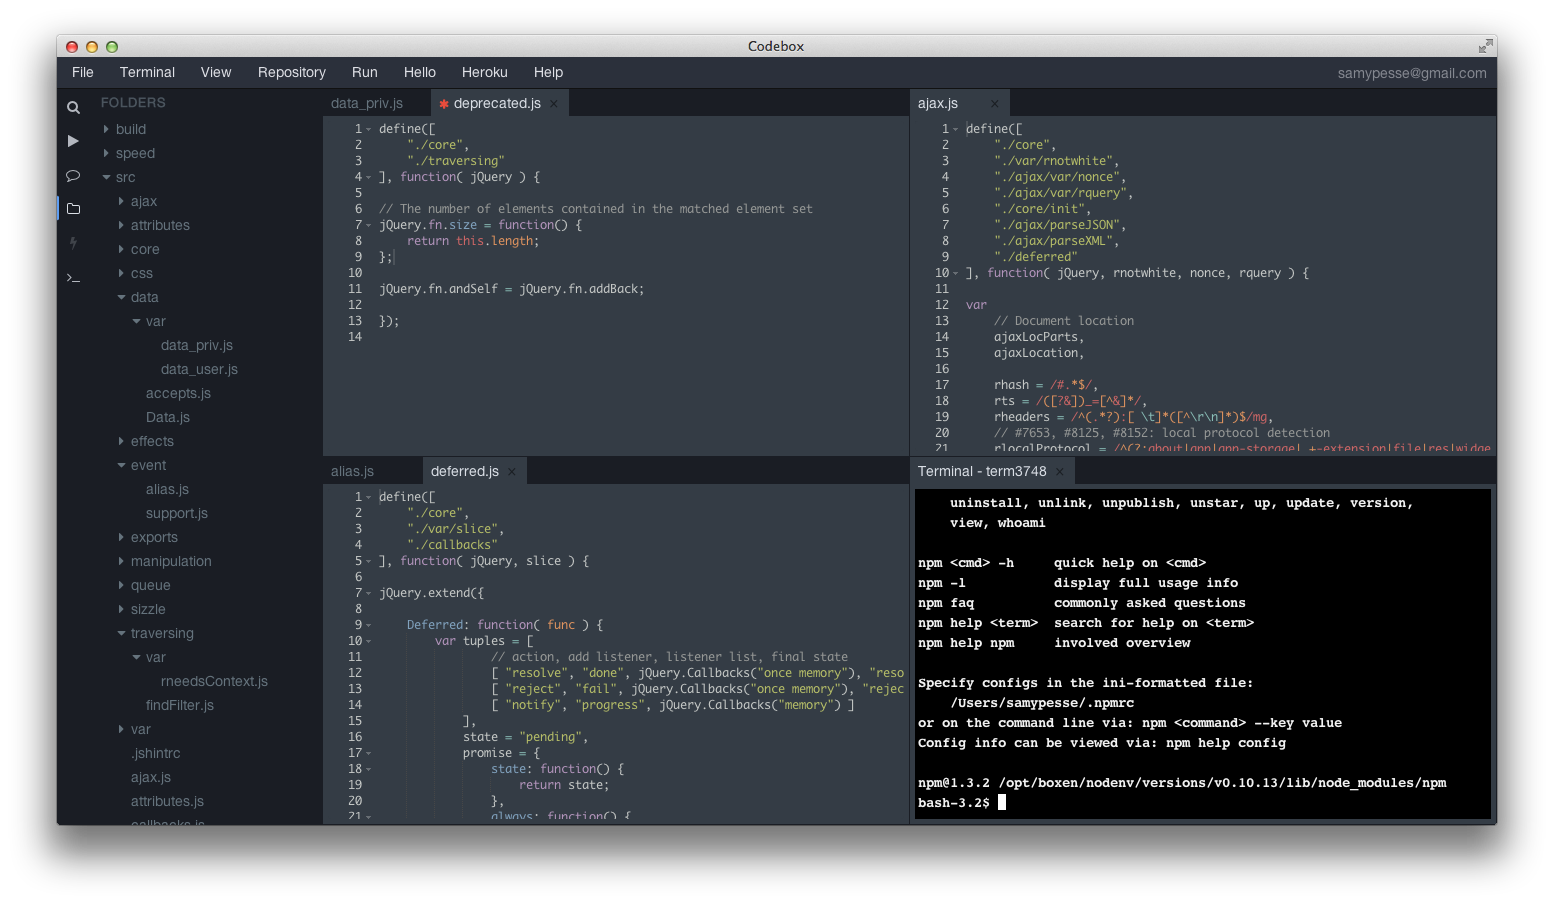 Codebox
File Terminal View Repository Run Hello Heroku Help samypesse@gmail.com
FOLDERS
build
speed
src
ajax
attributes
core
css
data
var
data_priv.js
data_user.js
accepts.js
Data.js
effects
event
alias.js
support.js
exports
manipulation
queue
sizzle
traversing
var
rneedsContext.js
findFilter.js
var
.jshintrc
ajax.js
attributes.js
callbacks.js
data_priv.js * deprecated.js ×
1 define([
2 "./core",
3 "./traversing"
4 ], function( jQuery ) {
5
6 // The number of elements contained in the matched element set
7 jQuery.fn.size = function() {
8 return this.length;
9 };
10
11 jQuery.fn.andSelf = jQuery.fn.addBack;
12
13 });
14
ajax.js ×
1 define([
2 "./core",
3 "./var/rnotwhite",
4 "./ajax/var/nonce",
5 "./ajax/var/rquery",
6 "./core/init",
7 "./ajax/parseJSON",
8 "./ajax/parseXML",
9 "./deferred"
10 ], function( jQuery, rnotwhite, nonce, rquery ) {
11
12 var
13 // Document location
14 ajaxLocParts,
15 ajaxLocation,
16
17 rhash = /#.*$/,
18 rts = /([?&])_=[^&]*/,
19 rheaders = /^(.*?):[ \t]*([^\r\n]*)$/mg,
20 // #7653, #8125, #8152: local protocol detection
21 rlocalProtocol = /^(?:about|app|app-storage|.+-extension|file|res|widge
alias.js deferred.js ×
1 define([
2 "./core",
3 "./var/slice",
4 "./callbacks"
5 ], function( jQuery, slice ) {
6
7 jQuery.extend({
8
9 Deferred: function( func ) {
10 var tuples = [
11 // action, add listener, listener list, final state
12 [ "resolve", "done", jQuery.Callbacks("once memory"), "reso
13 [ "reject", "fail", jQuery.Callbacks("once memory"), "rejec
14 [ "notify", "progress", jQuery.Callbacks("memory") ]
15 ],
16 state = "pending",
17 promise = {
18 state: function() {
19 return state;
20 },
21 always: function() {
Terminal - term3748 ×
uninstall, unlink, unpublish, unstar, up, update, version,
view, whoami
npm <cmd> -h quick help on <cmd>
npm -l display full usage info
npm faq commonly asked questions
npm help <term> search for help on <term>
npm help npm involved overview
Specify configs in the ini-formatted file:
/Users/samypesse/.npmrc
or on the command line via: npm <command> --key value
Config info can be viewed via: npm help config
npm@1.3.2 /opt/boxen/nodenv/versions/v0.10.13/lib/node_modules/npm
bash-3.2$